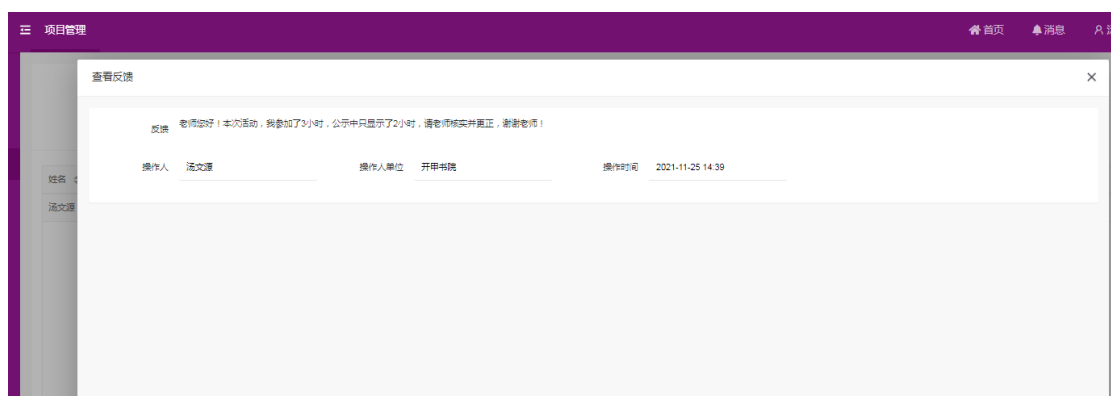 项目管理
首页
消息
查看反馈
反馈 老师您好！本次活动，我参加了3小时，公示中只显示了2小时，请老师核实并更正，谢谢老师！
操作人 汤文源 操作人单位 开甲书院 操作时间 2021-11-25 14:39
姓名
汤文源